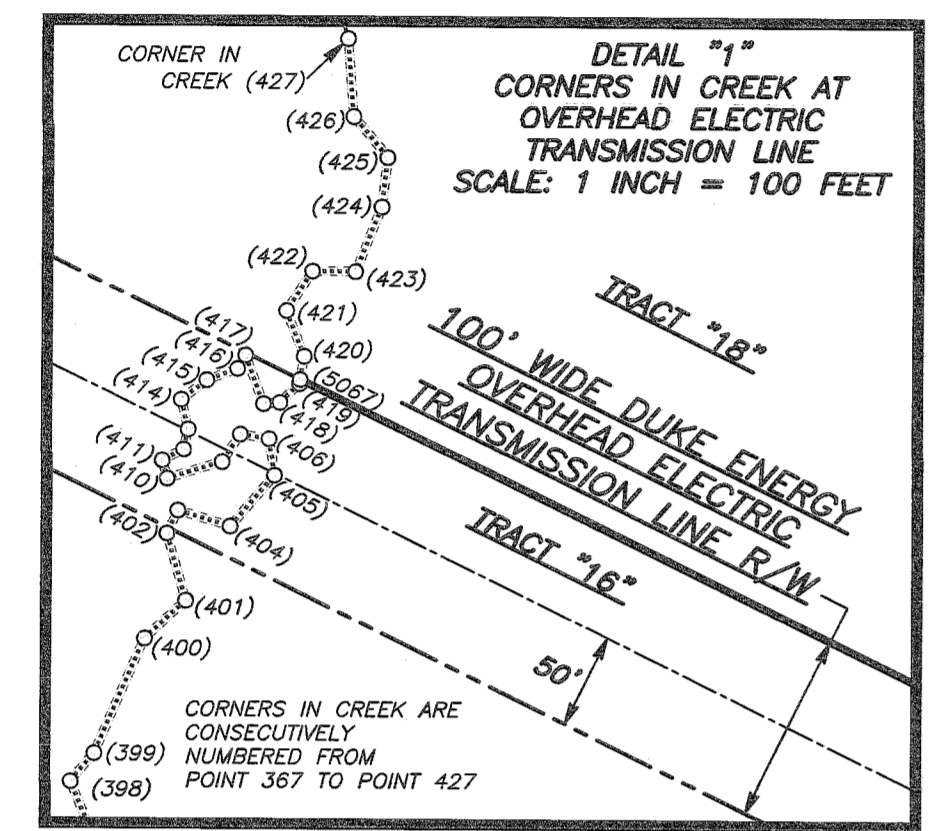 CORNER IN
CREEK (427)
DETAIL "1"
CORNERS IN CREEK AT
OVERHEAD ELECTRIC
TRANSMISSION LINE
SCALE: 1 INCH = 100 FEET
(426)
(425)
(424)
(422)
(423)
(421)
(417)
(416)
(420)
(415)
(5067)
(414)
(419)
(418)
(411)
(406)
(410)
(405)
(402)
(404)
(401)
(400)
(399)
(398)
TRACT "18"
100' WIDE DUKE ENERGY
OVERHEAD ELECTRIC
TRANSMISSION LINE R/W
TRACT "16"
50'
CORNERS IN CREEK ARE
CONSECUTIVELY
NUMBERED FROM
POINT 367 TO POINT 427